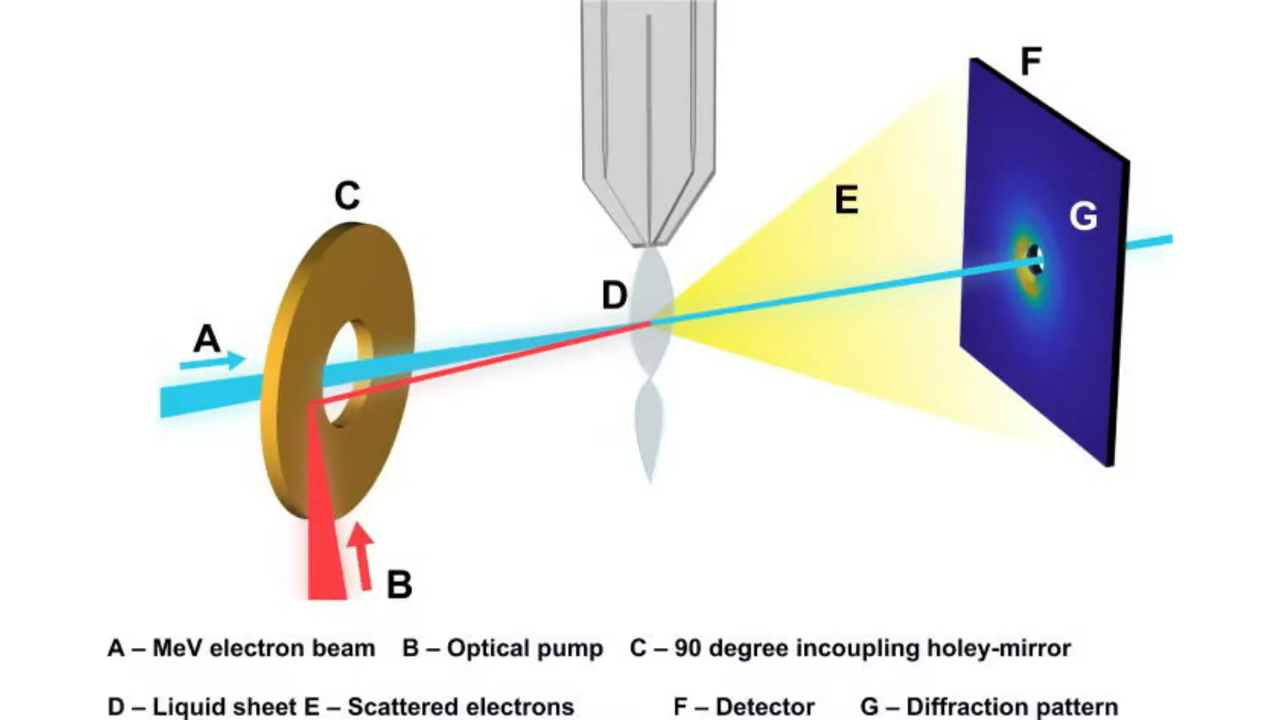 F
C
E
G
D
A
B
A – MeV electron beam B – Optical pump C – 90 degree incoupling holey-mirror
D – Liquid sheet E – Scattered electrons F – Detector G – Diffraction pattern